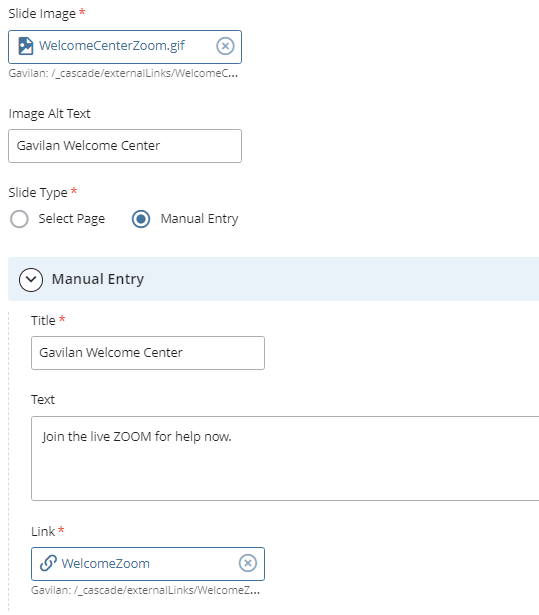 Slide Image *
WelcomeCenterZoom.gif
Gavilan: /_cascade/externalLinks/WelcomeC...
Image Alt Text
Gavilan Welcome Center
Slide Type *
Select Page Manual Entry
Manual Entry
Title *
Gavilan Welcome Center
Text
Join the live ZOOM for help now.
Link *
WelcomeZoom
Gavilan: /_cascade/externalLinks/WelcomeZ...